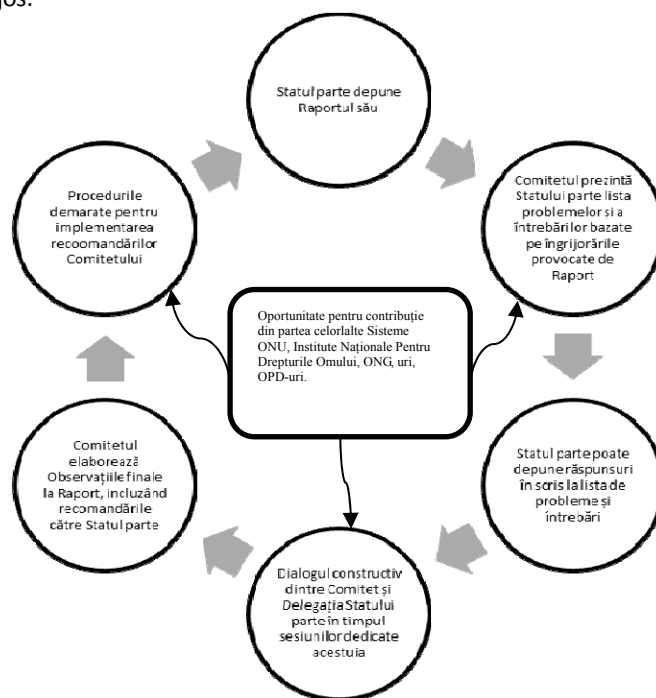 jos:
Statul parte depune
Raportul său
Comitetul prezintă
Statului parte lista
problemelor si a
întrebărilor bazate
pe îngrijorările
provocate de
Raport
Statul parte poate
depune răspunsuri
în scris la lista de
probleme și
întrebări
Dialogul constructiv
dintre Comitet și
Delegația Statului
parte în timpul
sesiunilor dedicate
acestuia
Comitetul
elaborează
Observațiile finale
la Raport, incluzând
recomandările
către Statul parte
Procedurile
demarate pentru
implementarea
recoomandărilor
Comitetului
Oportunitate pentru contribuție
din partea celorlalte Sisteme
ONU, Institute Naționale Pentru
Drepturile Omului, ONG, uri,
OPD-uri.